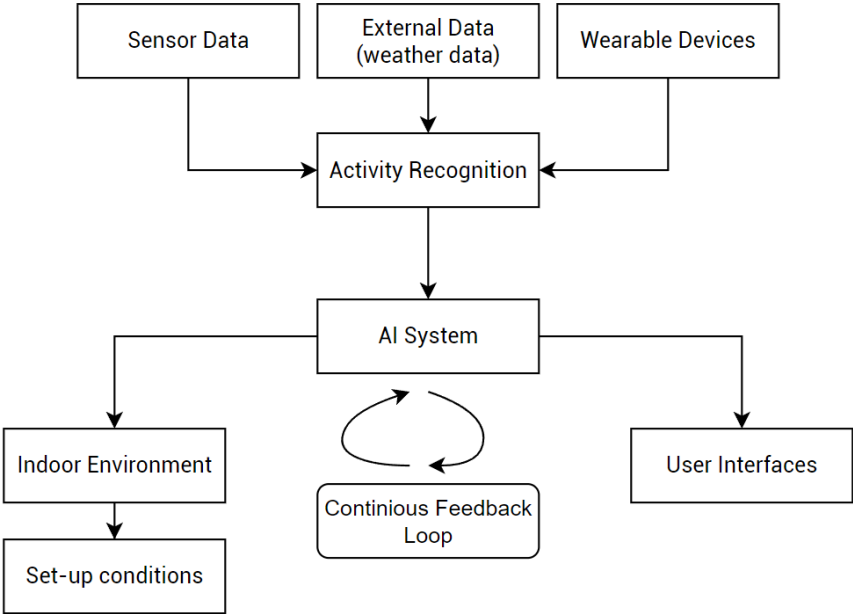 Sensor Data
External Data
(weather data)
Wearable Devices
Activity Recognition
AI System
Indoor Environment
User Interfaces
Continious Feedback
Loop
Set-up conditions